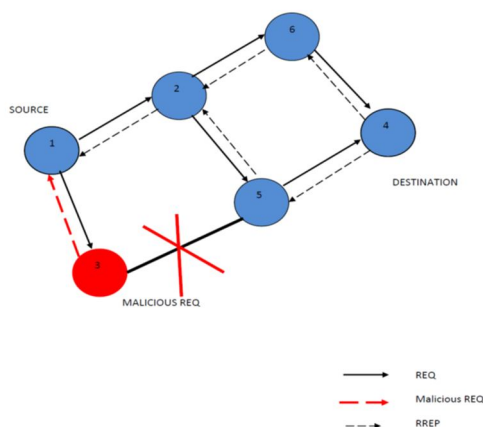 6
2
SOURCE
1
4
5
DESTINATION
3
MALICIOUS REQ
REQ
Malicious REQ
RREP